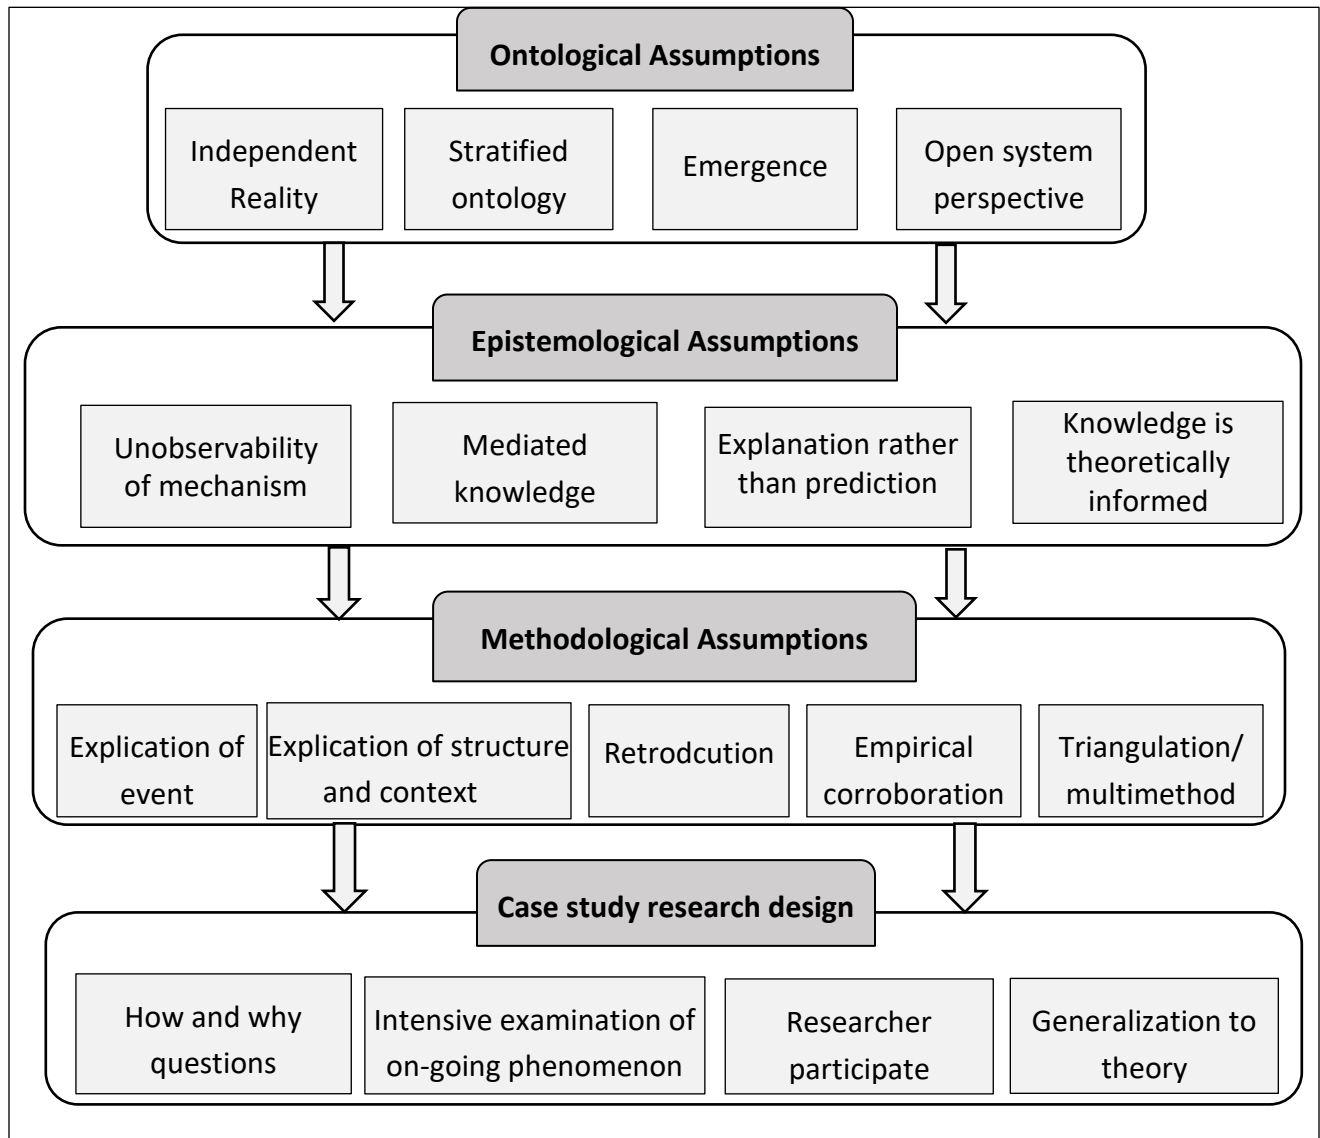 Ontological Assumptions
Independent
Reality
Stratified
ontology
Emergence
Open system
perspective
Epistemological Assumptions
Unobservability
of mechanism
Mediated
knowledge
Explanation rather
than prediction
Knowledge is
theoretically
informed
Methodological Assumptions
Explication of
event
Explication of structure
and context
Retrodcution
Empirical
corroboration
Triangulation/
multimethod
Case study research design
How and why
questions
Intensive examination of
on-going phenomenon
Researcher
participate
Generalization to
theory